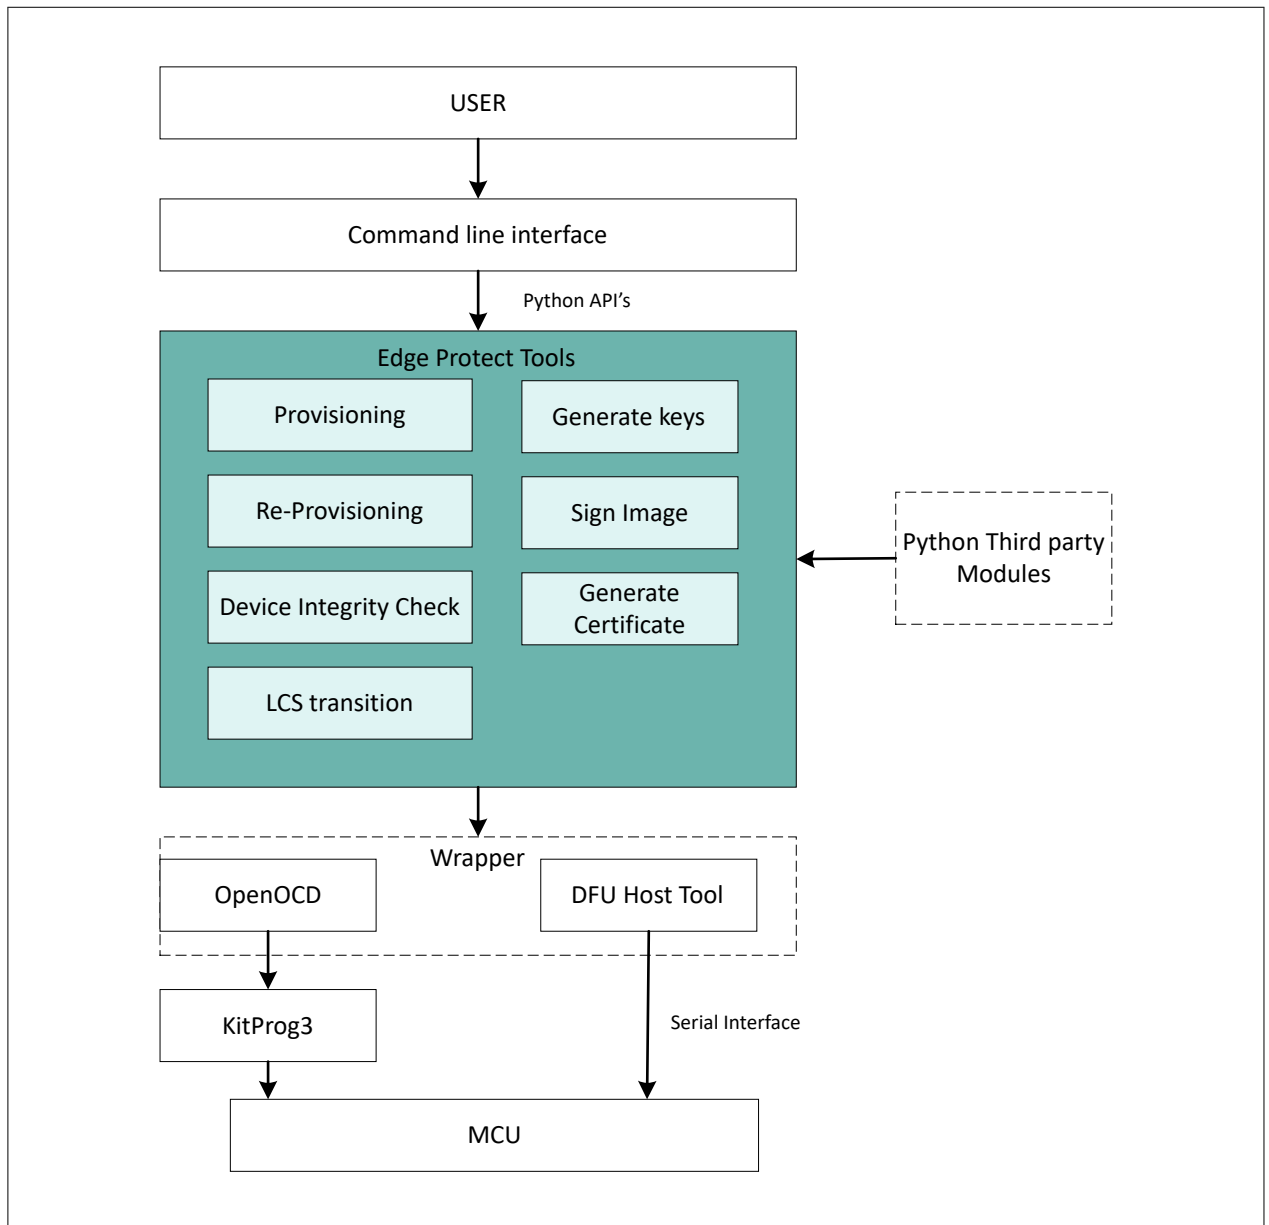 USER
Command line interface
Python API’s
Edge Protect Tools
Provisioning
Generate keys
Re-Provisioning
Sign Image
Device Integrity Check
Generate
Certificate
LCS transition
Python Third party
Modules
Wrapper
OpenOCD
DFU Host Tool
KitProg3
Serial Interface
MCU